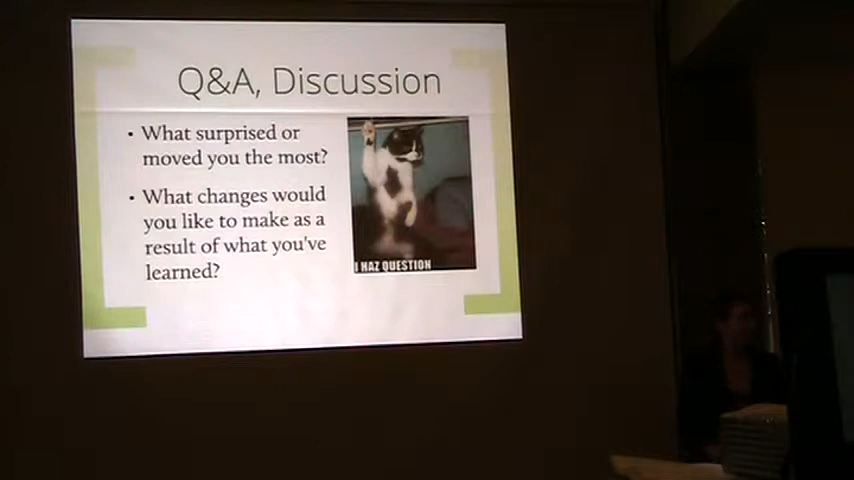 Q&A, Discussion
• What surprised or
moved you the most?
• What changes would
you like to make as a
result of what you've
learned?
I HAZ QUESTION